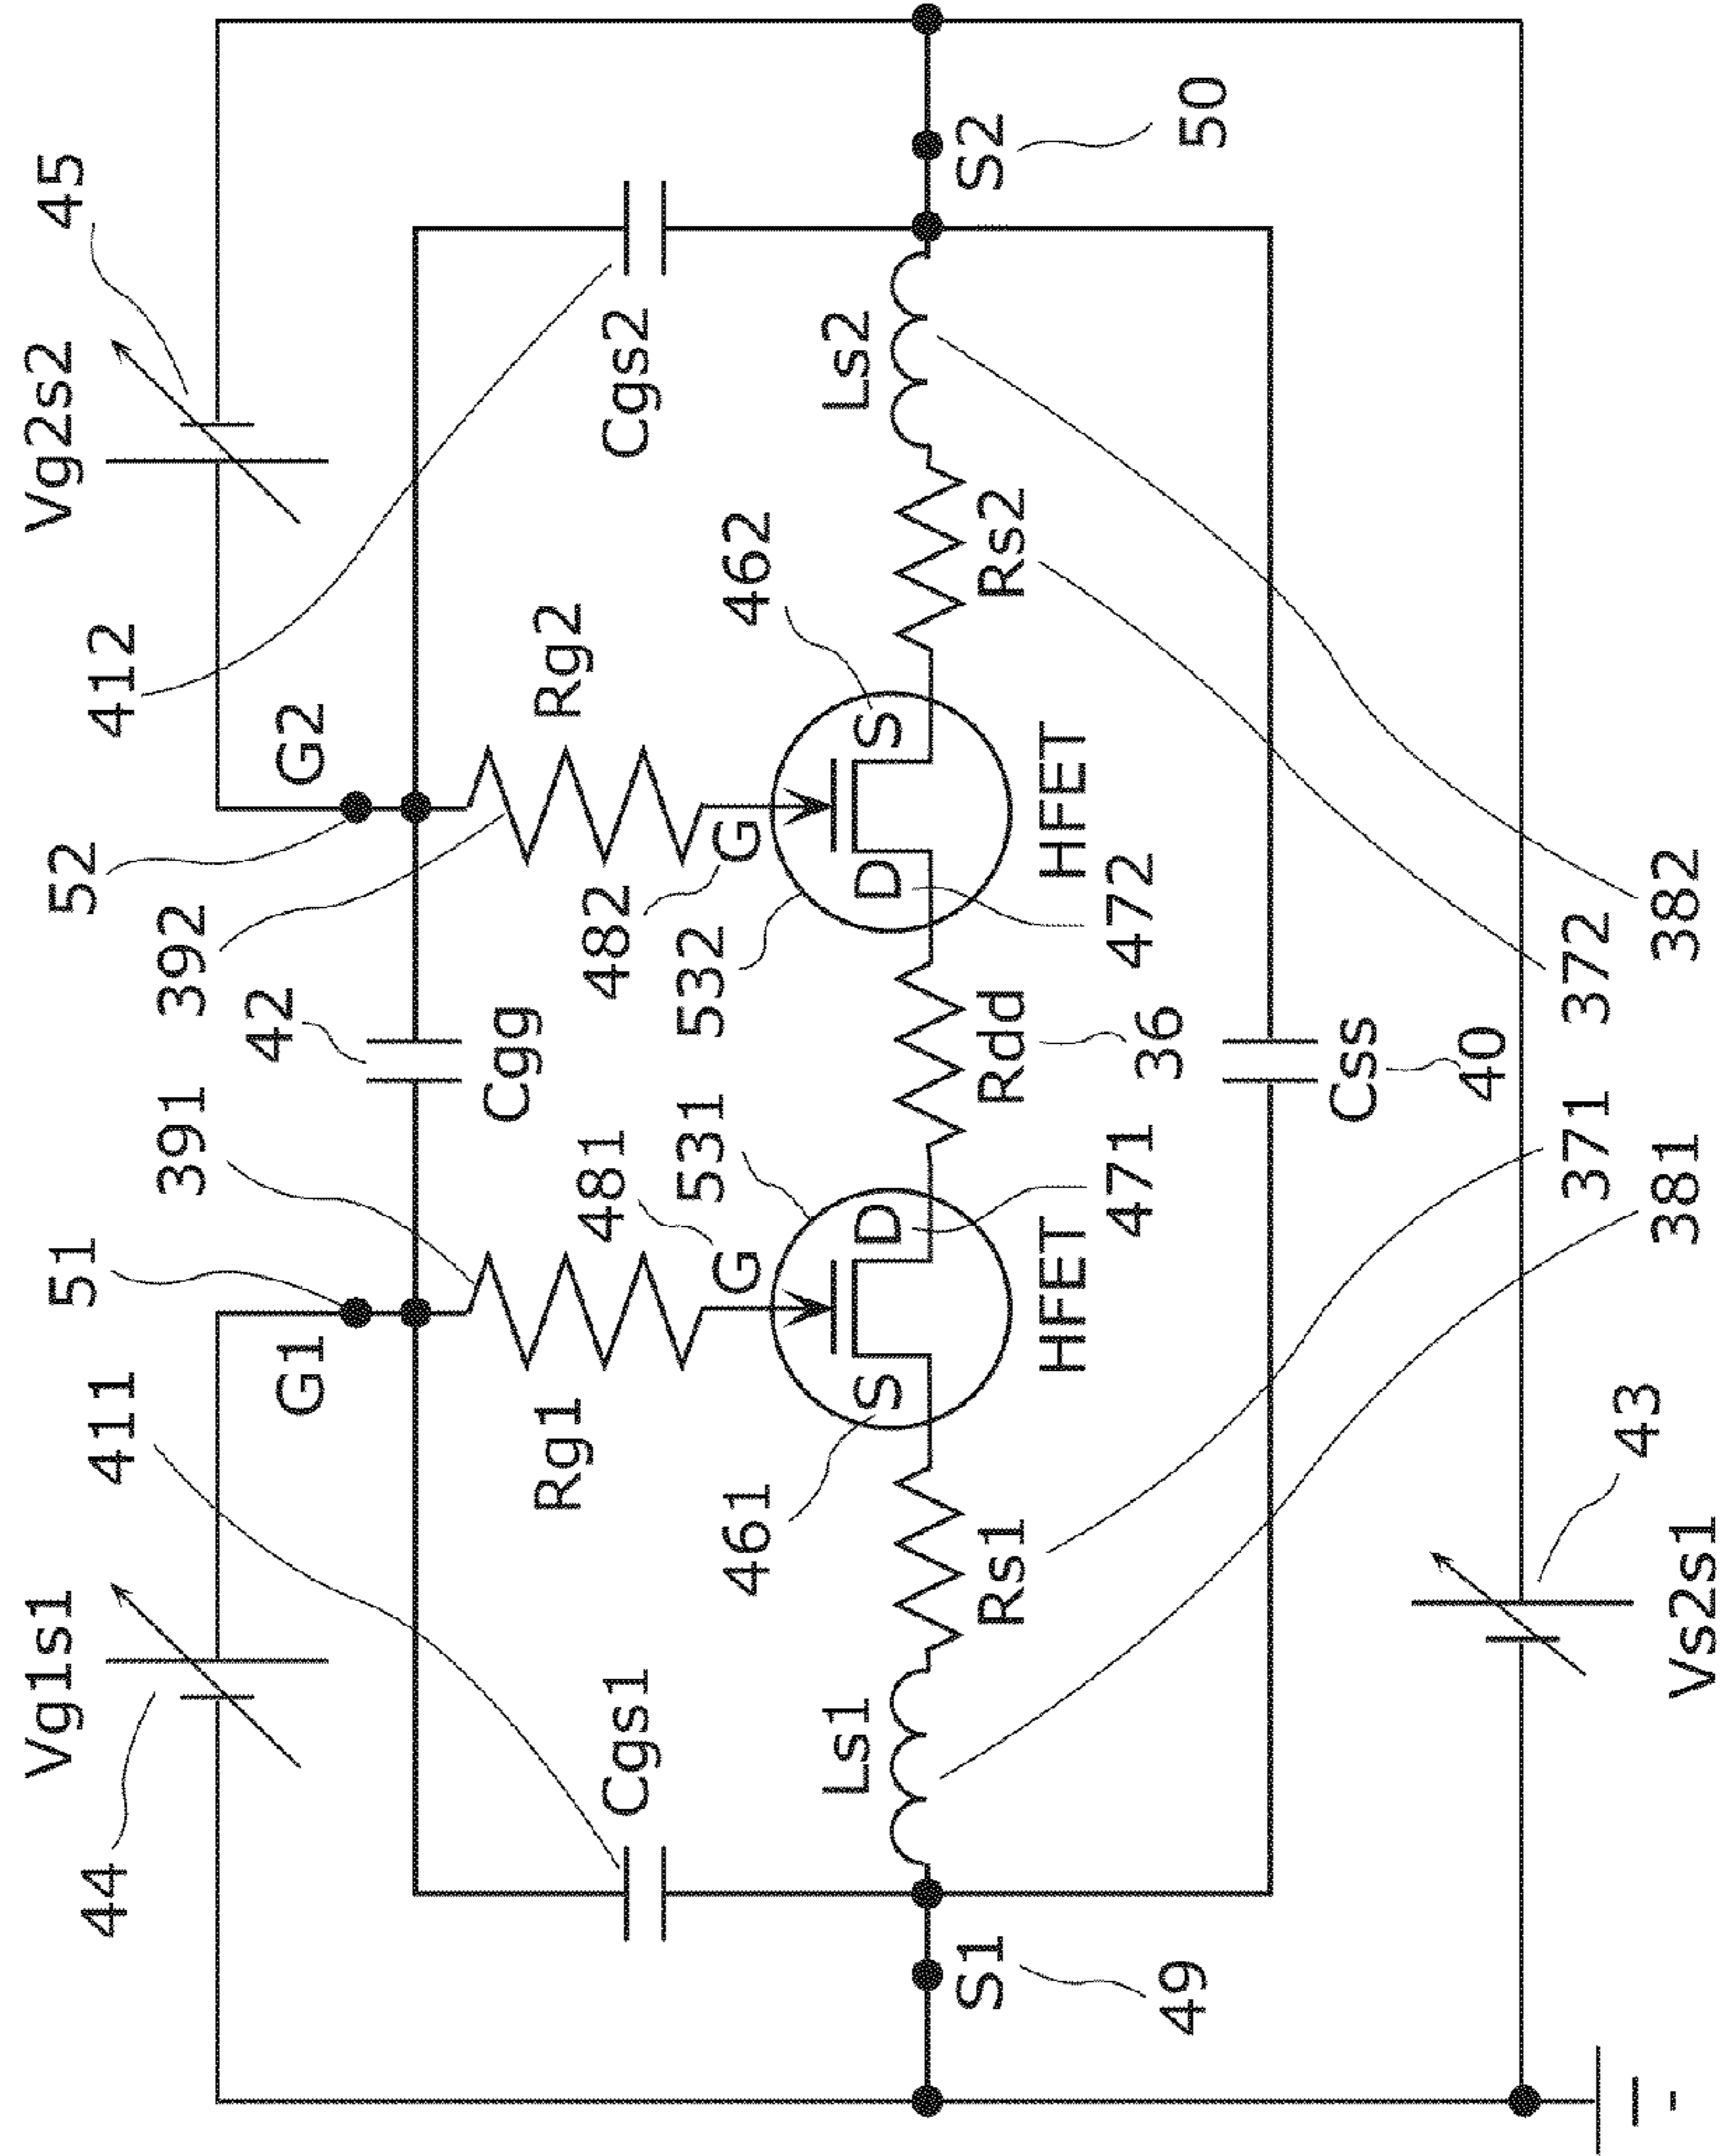 Vg1s1
Vg2s2
44
45
411
51
52
412
391
42
392
G1
G2
Cgg
Rg1
Rg2
Cgs1
481
482
Cgs2
531
532
461
G
G
462
Ls1
S
D
D
S
Ls2
S1
Rs1
HFET
Rdd
HFET
Rs2
S2
471
36
472
49
50
Css
40
371
372
381
382
43
Vs2s1